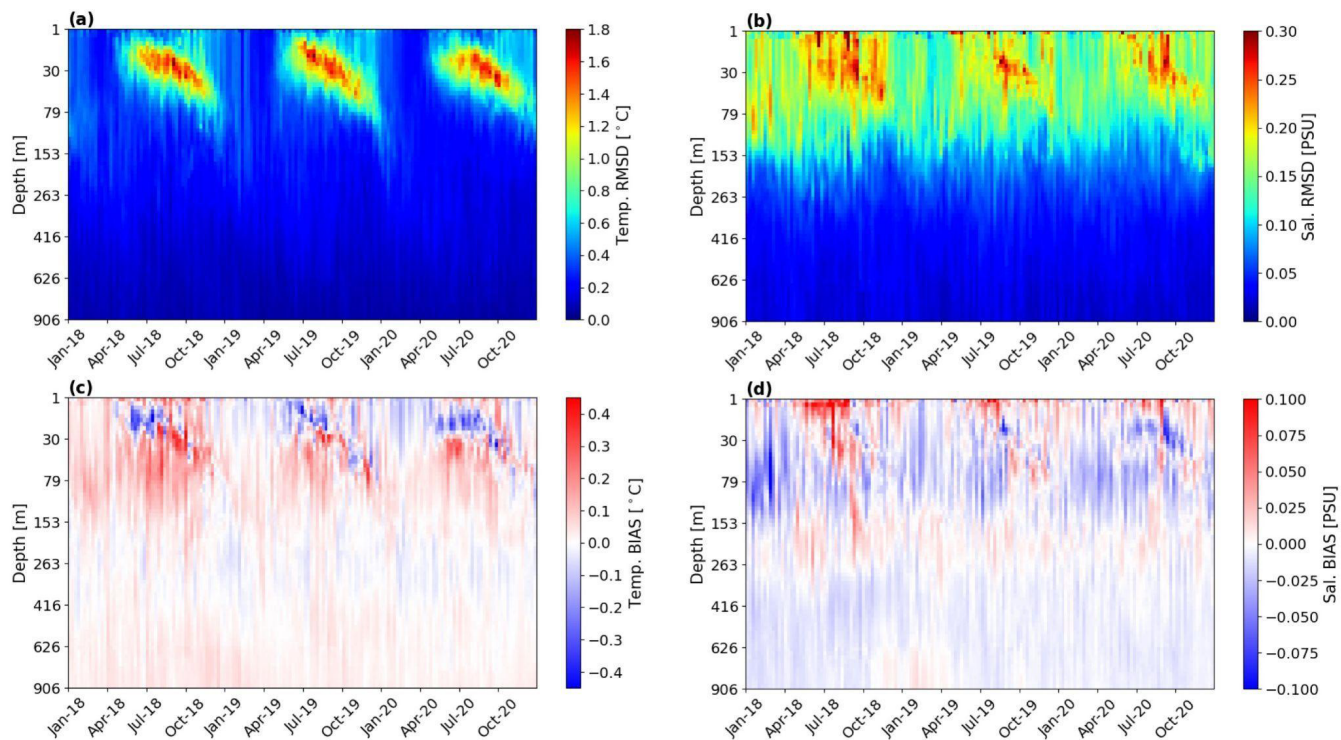 (a)
1
30
79
153
263
416
626
906
Depth [m]
Jan-18
Apr-18
Jul-18
Oct-18
Jan-19
Apr-19
Jul-19
Oct-19
Jan-20
Apr-20
Jul-20
Oct-20
1.8
1.6
1.4
1.2
1.0
0.8
0.6
0.4
0.2
0.0
Temp. RMSD [°C]
(b)
1
30
79
153
263
416
626
906
Depth [m]
Jan-18
Apr-18
Jul-18
Oct-18
Jan-19
Apr-19
Jul-19
Oct-19
Jan-20
Apr-20
Jul-20
Oct-20
0.30
0.25
0.20
0.15
0.10
0.05
0.00
Sal. RMSD [PSU]
(c)
1
30
79
153
263
416
626
906
Depth [m]
Jan-18
Apr-18
Jul-18
Oct-18
Jan-19
Apr-19
Jul-19
Oct-19
Jan-20
Apr-20
Jul-20
Oct-20
0.4
0.3
0.2
0.1
0.0
−0.1
−0.2
−0.3
−0.4
Temp. BIAS [°C]
(d)
1
30
79
153
263
416
626
906
Depth [m]
Jan-18
Apr-18
Jul-18
Oct-18
Jan-19
Apr-19
Jul-19
Oct-19
Jan-20
Apr-20
Jul-20
Oct-20
0.100
0.075
0.050
0.025
0.000
−0.025
−0.050
−0.075
−0.100
Sal. BIAS [PSU]